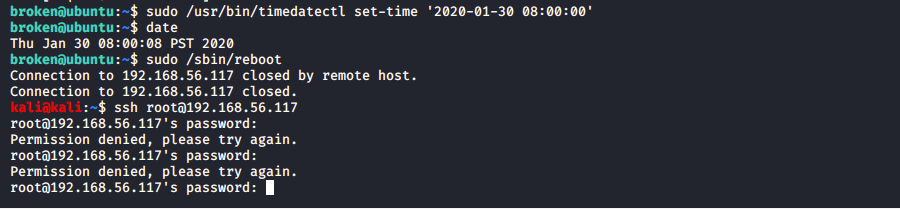 broken@ubuntu:~$ sudo /usr/bin/timedatectl set-time '2020-01-30 08:00:00'
broken@ubuntu:~$ date
Thu Jan 30 08:00:08 PST 2020
broken@ubuntu:~$ sudo /sbin/reboot
Connection to 192.168.56.117 closed by remote host.
Connection to 192.168.56.117 closed.
kali@kali:~$ ssh root@192.168.56.117
root@192.168.56.117's password:
Permission denied, please try again.
root@192.168.56.117's password:
Permission denied, please try again.
root@192.168.56.117's password: